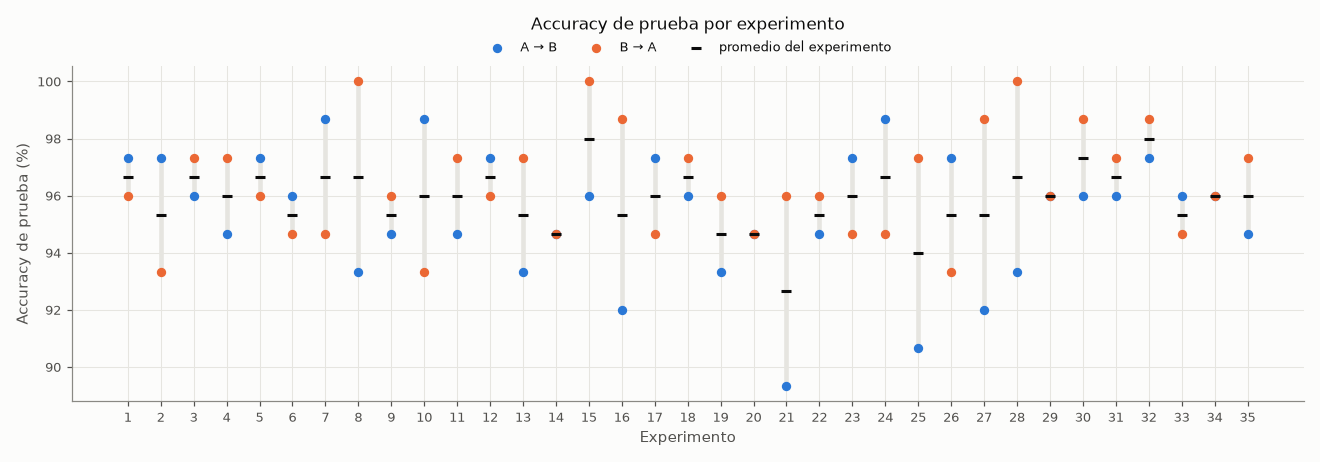 Accuracy de prueba por experimento
A → B B → A promedio del experimento
Accuracy de prueba (%)
100
98
96
94
92
90
1 2 3 4 5 6 7 8 9 10 11 12 13 14 15 16 17 18 19 20 21 22 23 24 25 26 27 28 29 30 31 32 33 34 35
Experimento